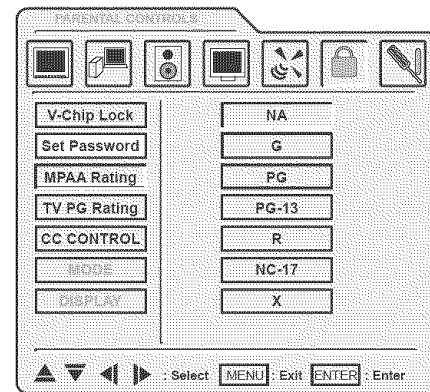 PARENTAL CONTROLS
V-Chip Lock NA
Set Password G
MPAA Rating PG
TV PG Rating PG-13
CC CONTROL R
MODE NC-17
DISPLAY X
: Select MENU : Exit ENTER : Enter